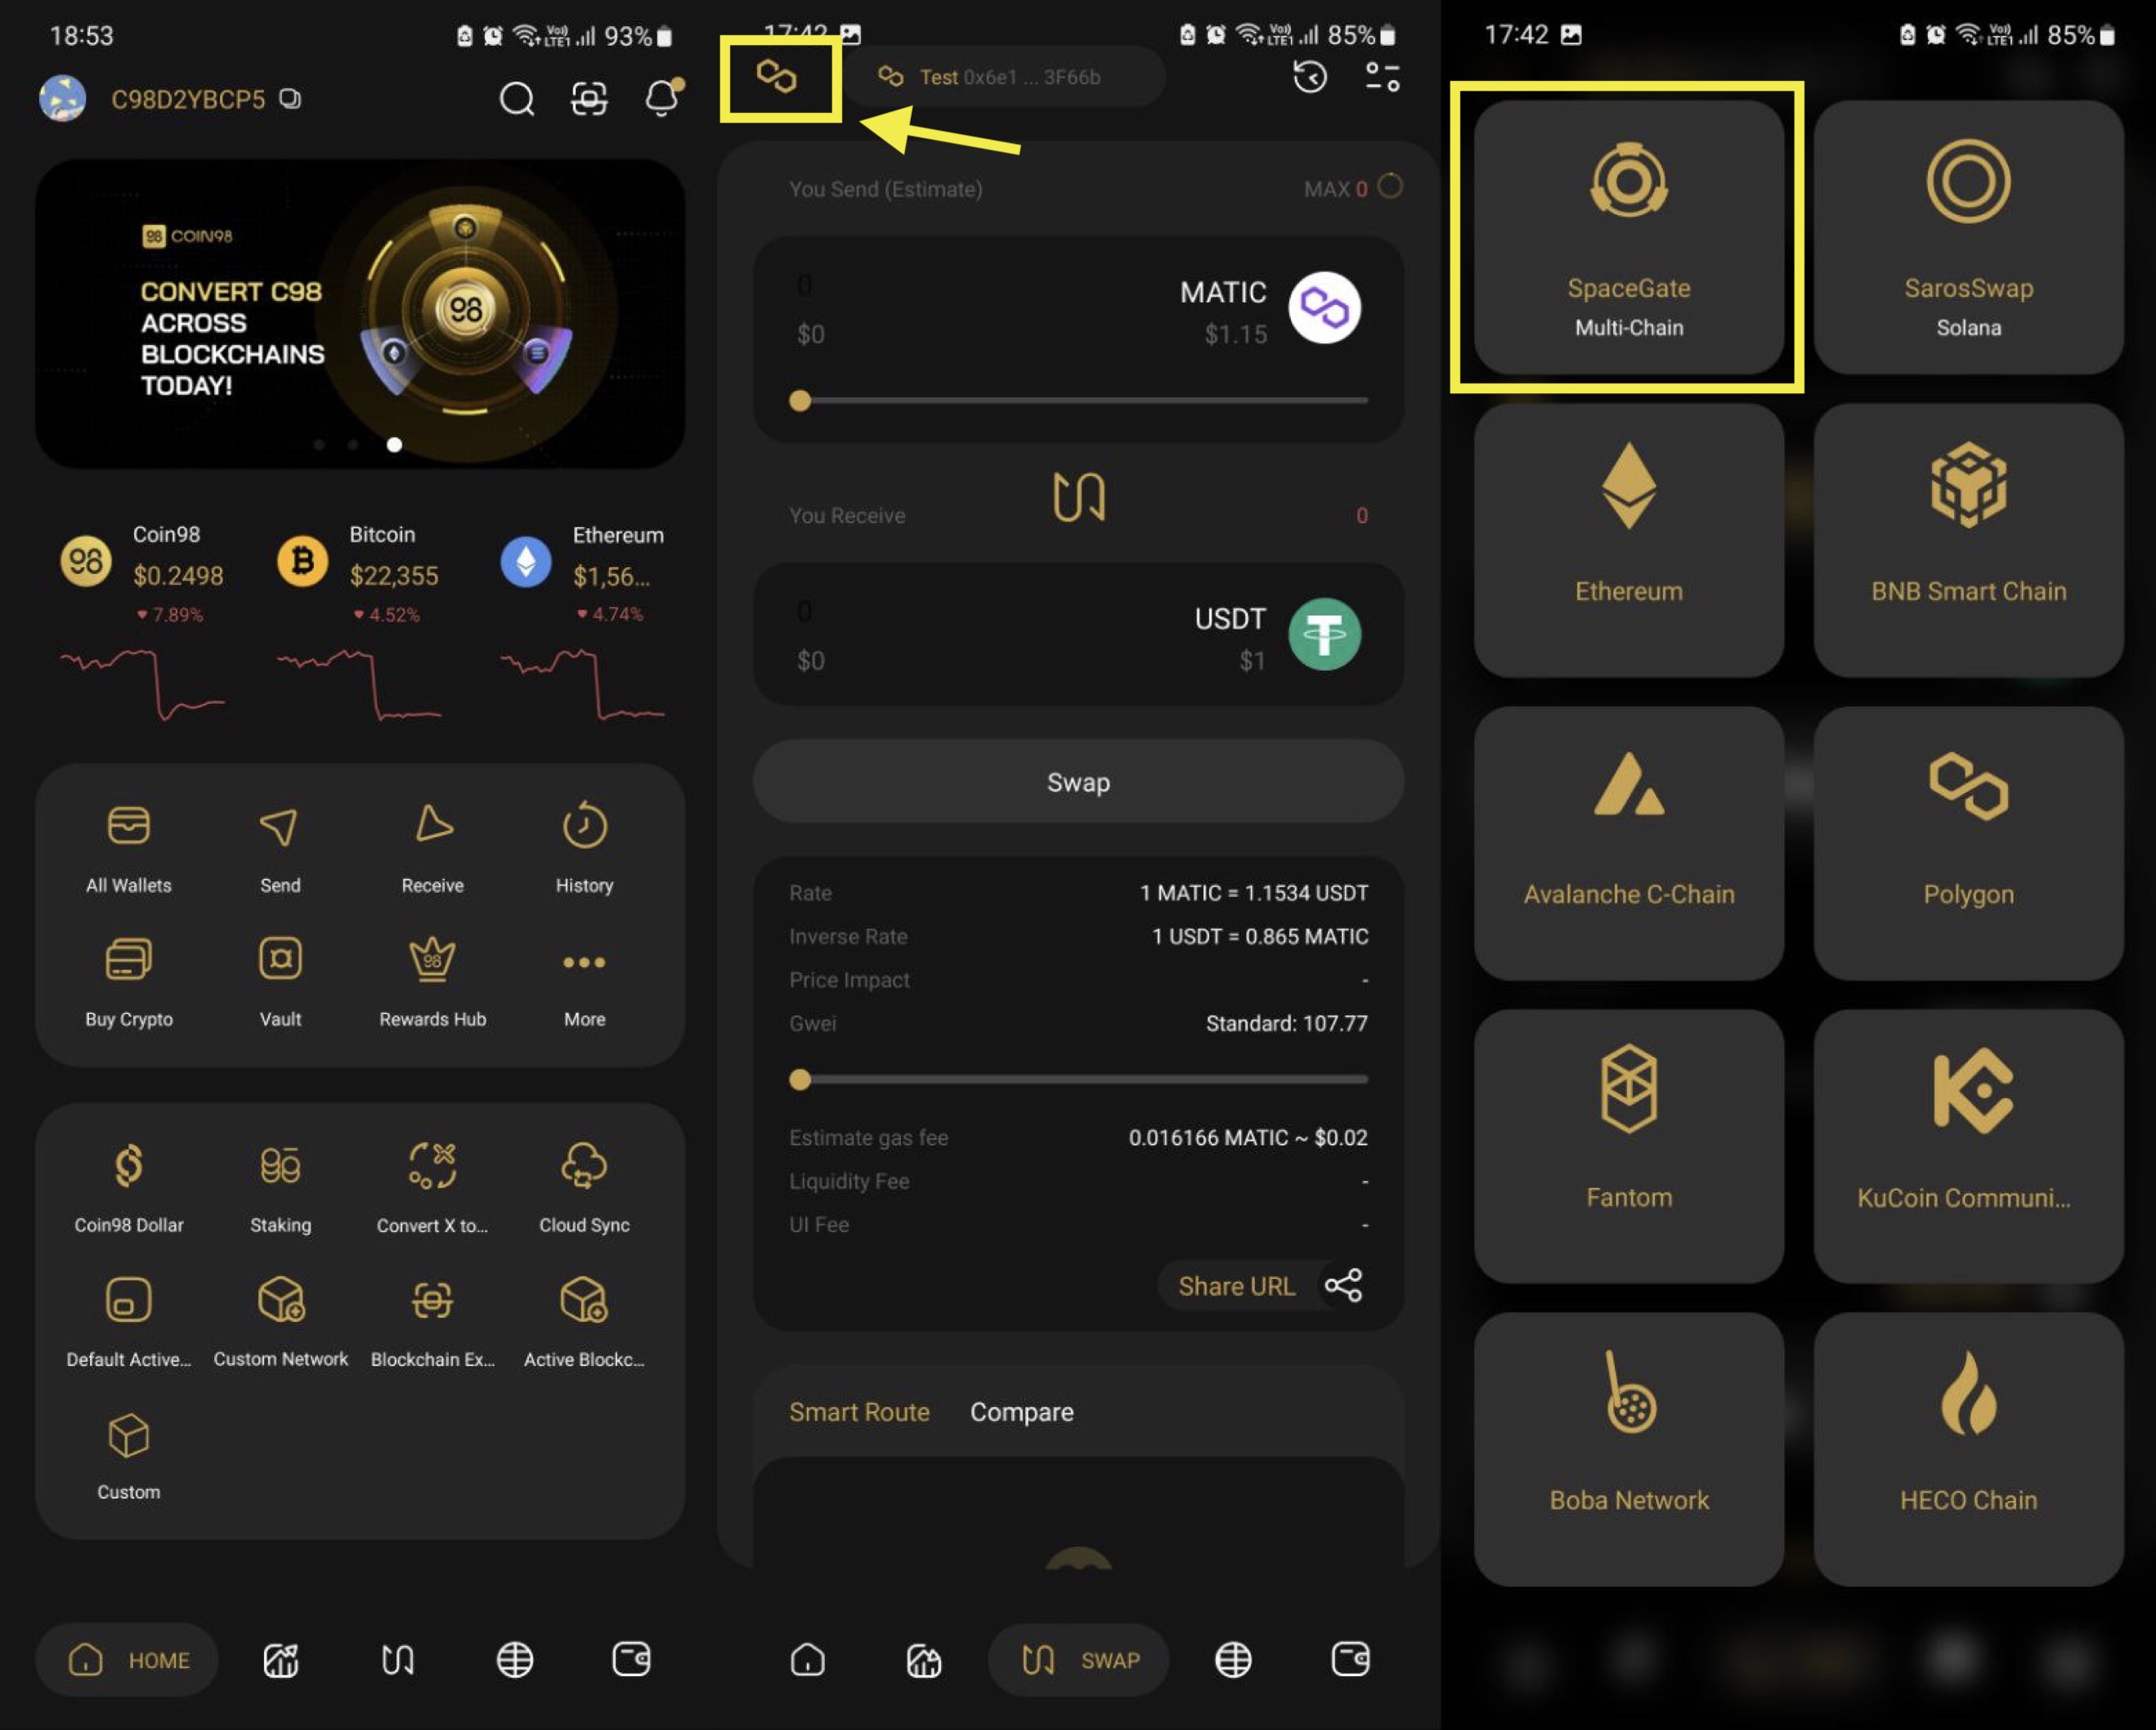 18:53
93%
C98D2YBCP5
98 COIN98
CONVERT C98
ACROSS
BLOCKCHAINS
TODAY!
98
Coin98
$0.2498
7.89%
Bitcoin
$22,355
4.52%
Ethereum
$1,56...
4.74%
All Wallets
Send
Receive
History
Buy Crypto
Vault
Rewards Hub
More
Coin98 Dollar
Staking
Convert X to...
Cloud Sync
Default Active...
Custom Network
Blockchain Ex...
Active Blockc...
Custom
HOME
17:42
85%
Test 0x6e1 ... 3F66b
You Send (Estimate)
MAX 0
0
MATIC
$0
$1.15
You Receive
0
0
USDT
$0
$1
Swap
Rate
1 MATIC = 1.1534 USDT
Inverse Rate
1 USDT = 0.865 MATIC
Price Impact
-
Gwei
Standard: 107.77
Estimate gas fee
0.016166 MATIC ~ $0.02
Liquidity Fee
-
UI Fee
-
Share URL
Smart Route
Compare
SWAP
17:42
85%
SpaceGate
Multi-Chain
SarosSwap
Solana
Ethereum
BNB Smart Chain
Avalanche C-Chain
Polygon
Fantom
KuCoin Communi...
Boba Network
HECO Chain